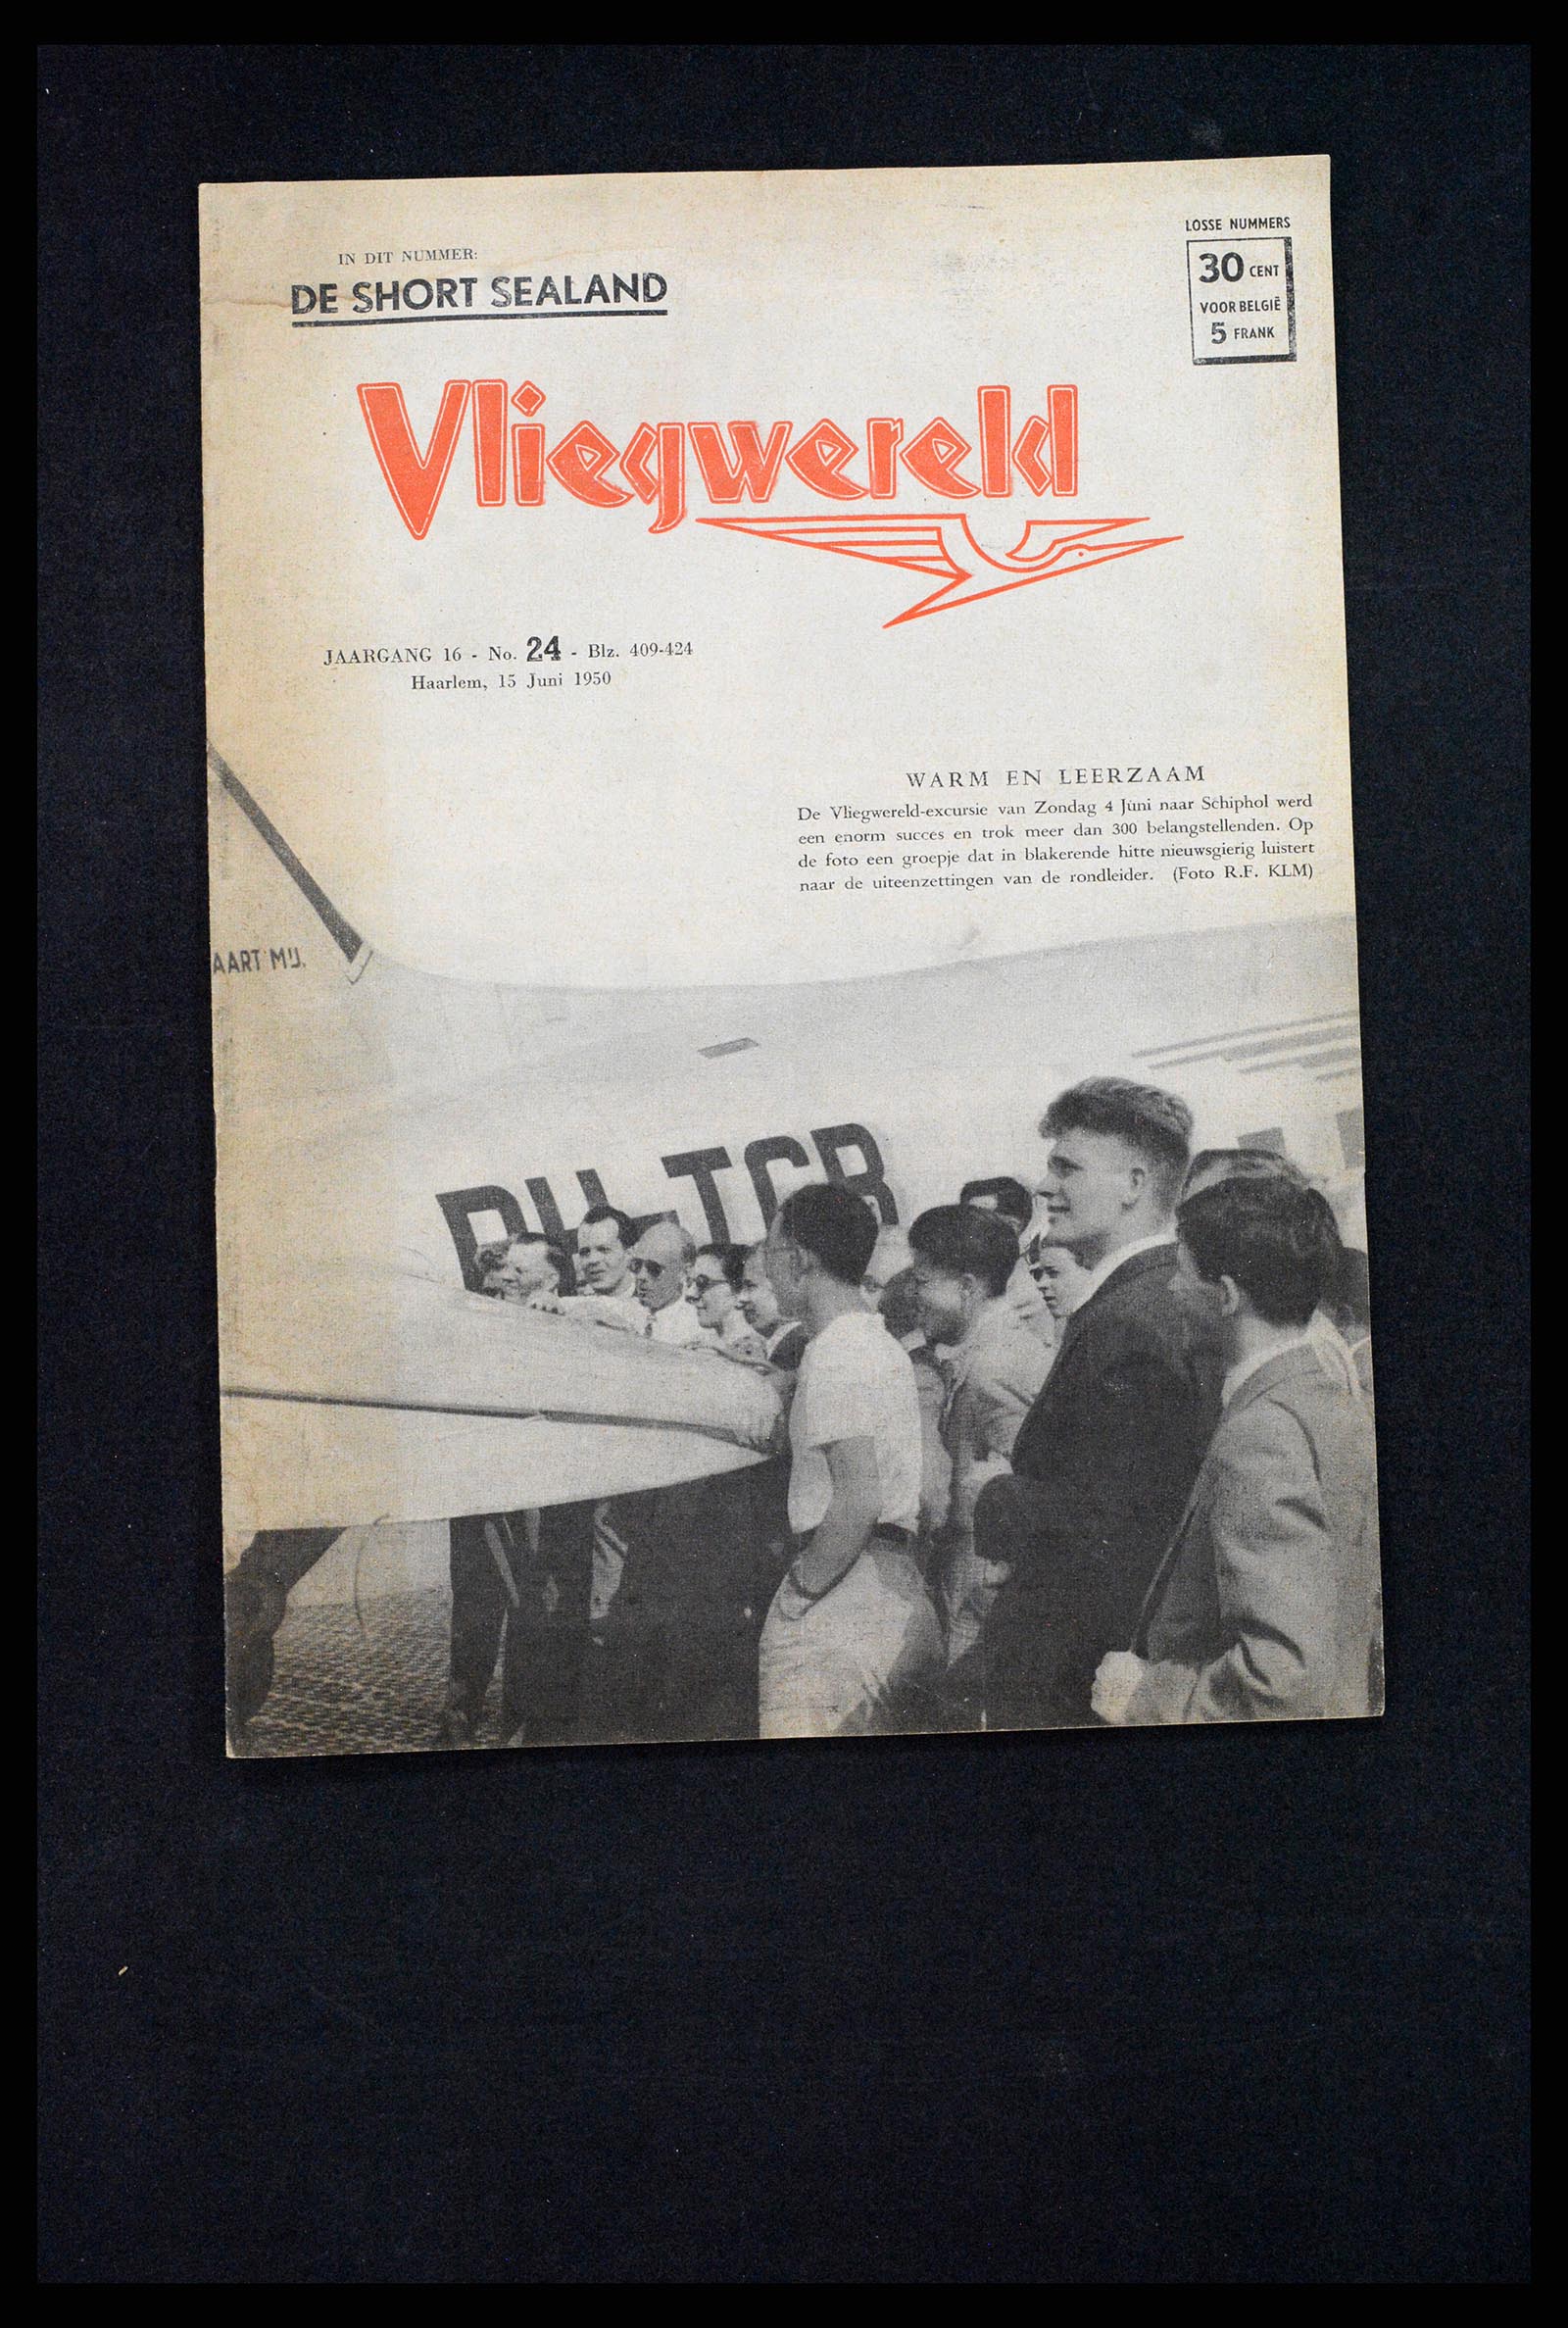 IN DIT NUMMER:
DE SHORT SEALAND
LOSSE NUMMERS
30 CENT
VOOR BELGIË
5 FRANK
Vliegwereld
JAARGANG 16 - No. 24 - Blz. 409-424
Haarlem, 15 Juni 1950
WARM EN LEERZAAM
De Vliegwereld-excursie van Zondag 4 Juni naar Schiphol werd
een enorm succes en trok meer dan 300 belangstellenden. Op
de foto een groepje dat in blakerende hitte nieuwsgierig luistert
naar de uiteenzettingen van de rondleider. (Foto R.F. KLM)
AART MIJ.
PH-TCR